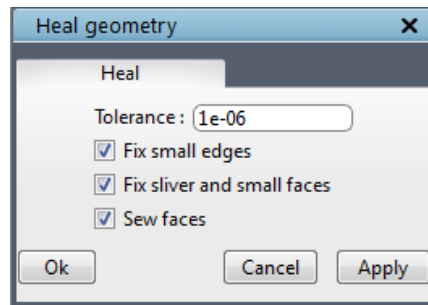 Heal geometry
Heal
Tolerance : 1e-06
Fix small edges
Fix sliver and small faces
Sew faces
Ok Cancel Apply